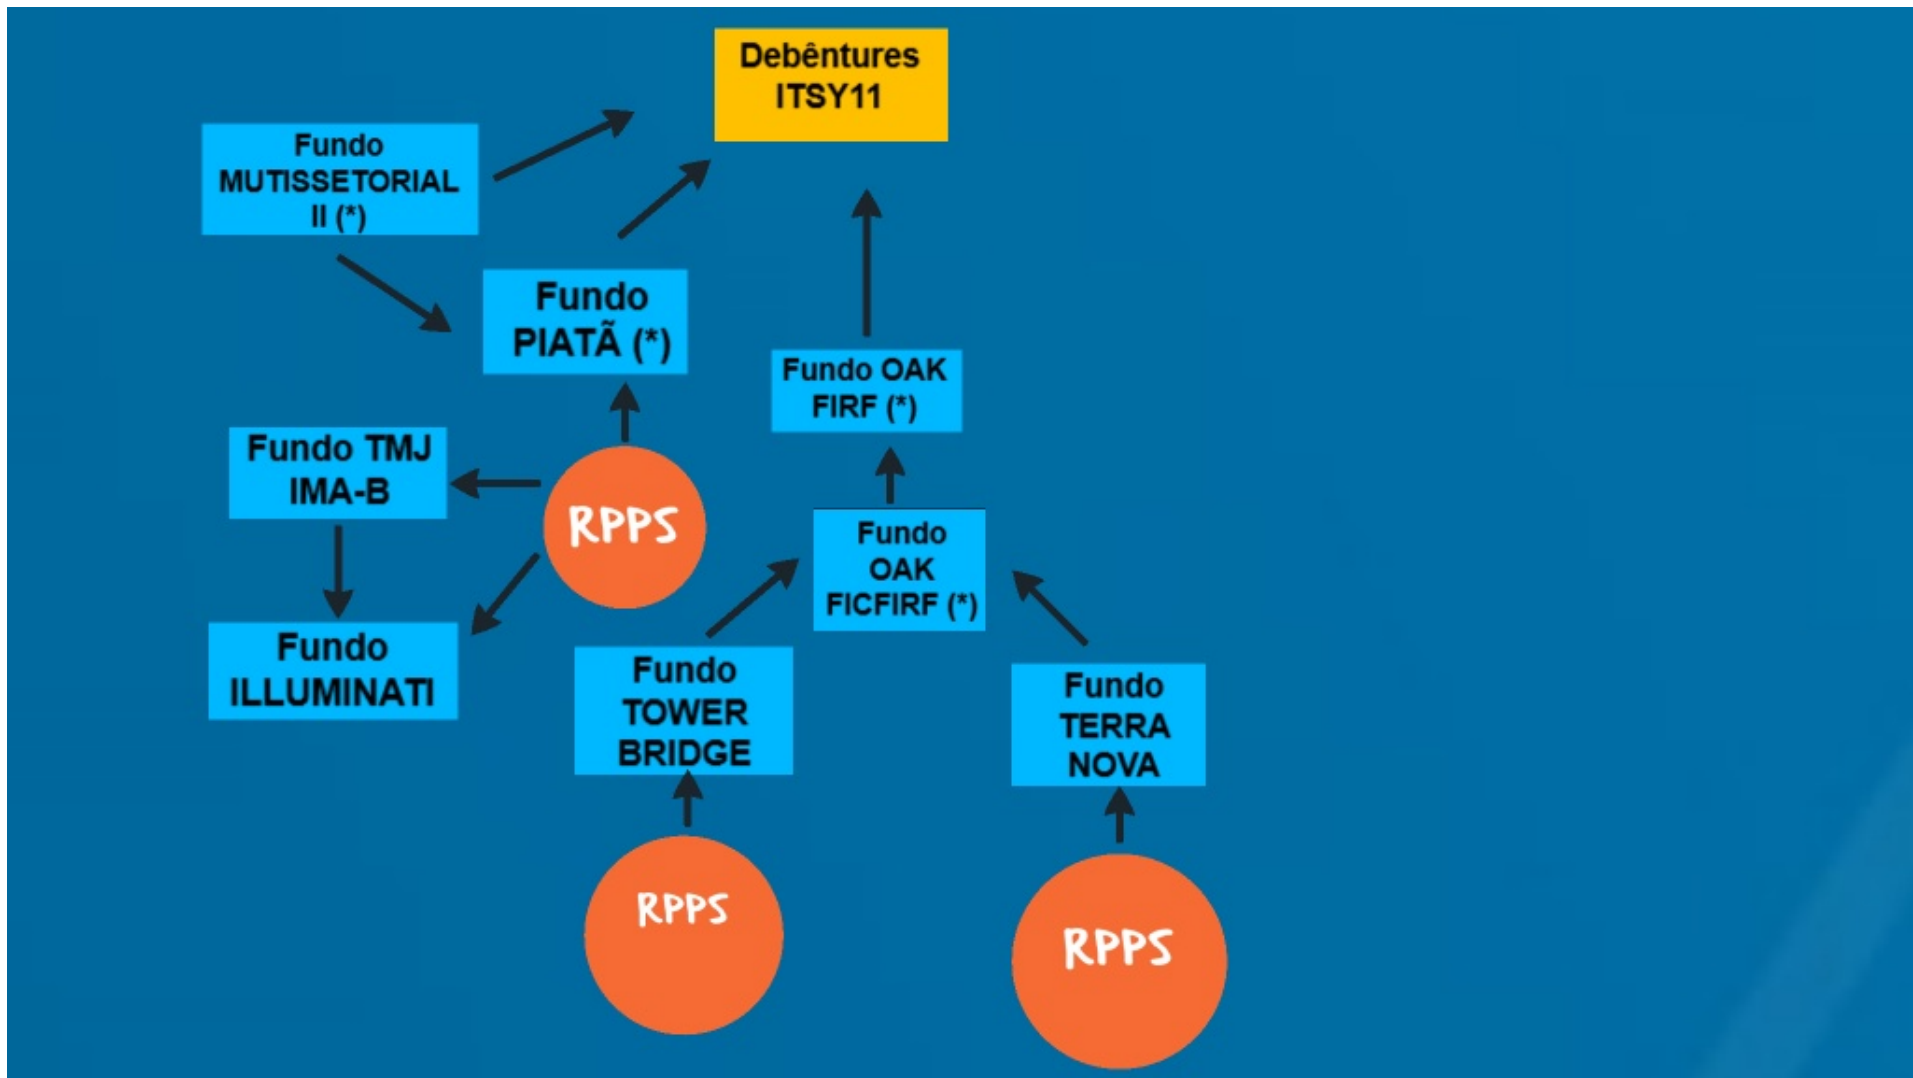 Debêntures
ITSY11
Fundo
MUTISSETORIAL
II (*)
Fundo
PIATÃ (*)
Fundo OAK
FIRF (*)
Fundo TMJ
IMA-B
RPPS
Fundo
OAK
FICFIRF (*)
Fundo
ILLUMINATI
Fundo
TOWER
BRIDGE
Fundo
TERRA
NOVA
RPPS
RPPS